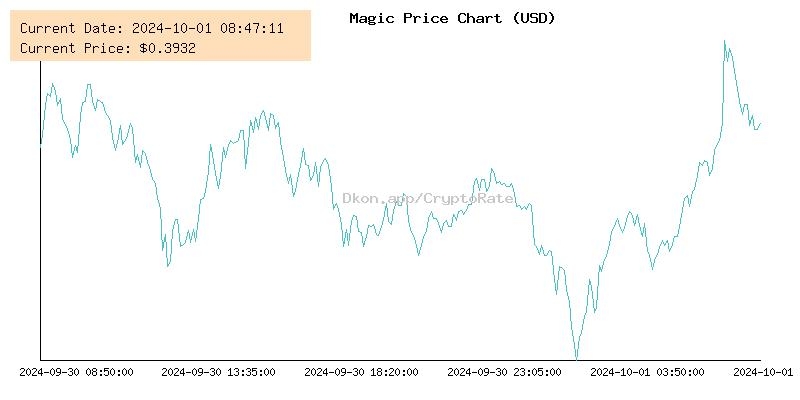 Magic Price Chart (USD)
Current Date: 2024-10-01 08:47:11
Current Price: $0.3932
Dkon.app/CryptoRate
2024-09-30 08:50:00 2024-09-30 13:35:00 2024-09-30 18:20:00 2024-09-30 23:05:00 2024-10-01 03:50:00 2024-10-01